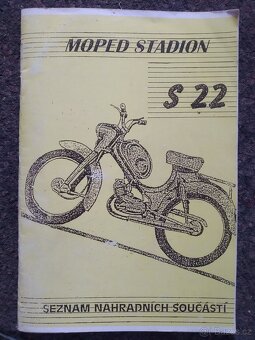 MOPED STADION
S 22
SEZNAM NÁHRADNÍCH SOUČÁSTÍ